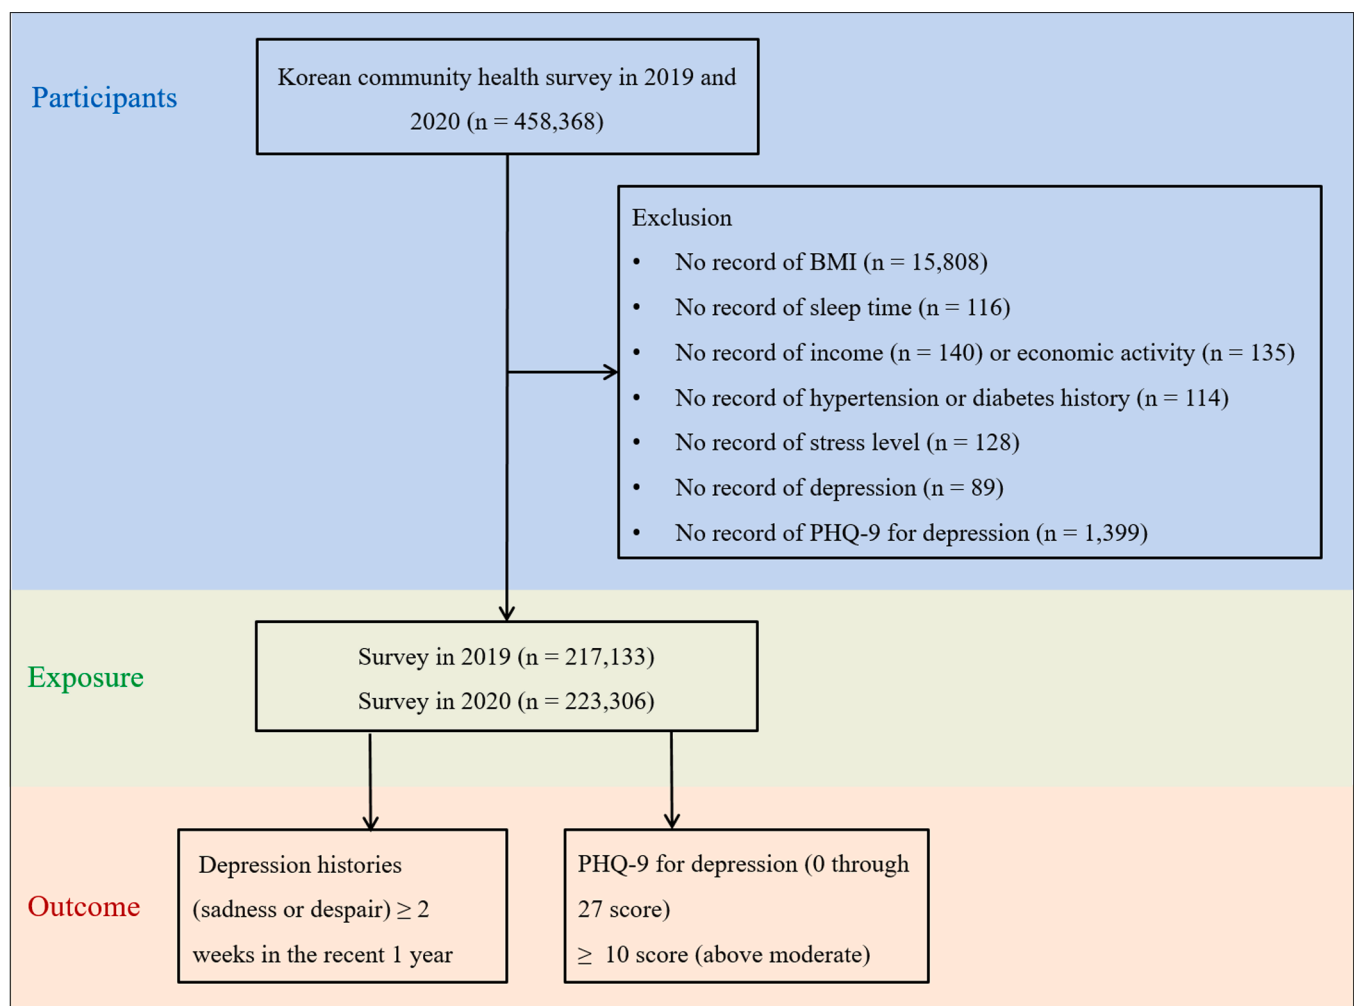 Participants
Korean community health survey in 2019 and
2020 (n = 458,368)
Exclusion
• No record of BMI (n = 15,808)
• No record of sleep time (n = 116)
• No record of income (n = 140) or economic activity (n = 135)
• No record of hypertension or diabetes history (n = 114)
• No record of stress level (n = 128)
• No record of depression (n = 89)
• No record of PHQ-9 for depression (n = 1,399)
Exposure
Survey in 2019 (n = 217,133)
Survey in 2020 (n = 223,306)
Outcome
Depression histories
(sadness or despair) ≥ 2
weeks in the recent 1 year
PHQ-9 for depression (0 through
27 score)
≥ 10 score (above moderate)